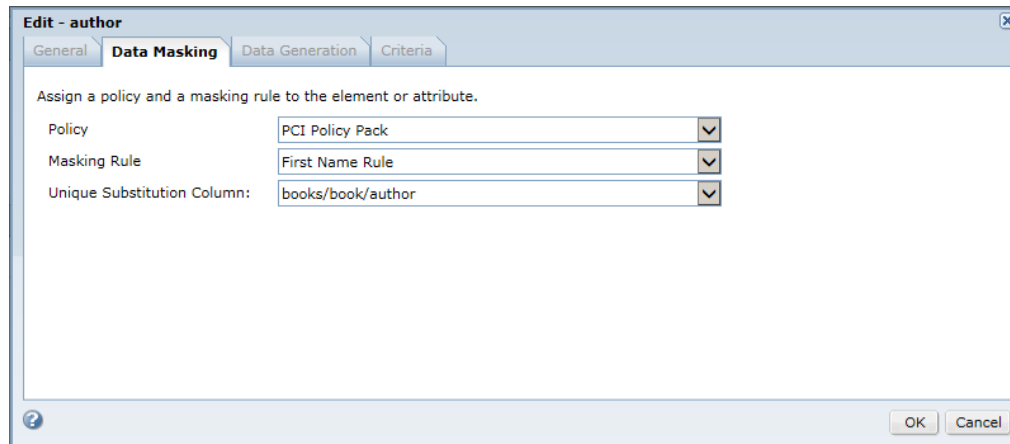 Edit - author
General Data Masking Data Generation Criteria
Assign a policy and a masking rule to the element or attribute.
Policy PCI Policy Pack
Masking Rule First Name Rule
Unique Substitution Column: books/book/author
? OK Cancel